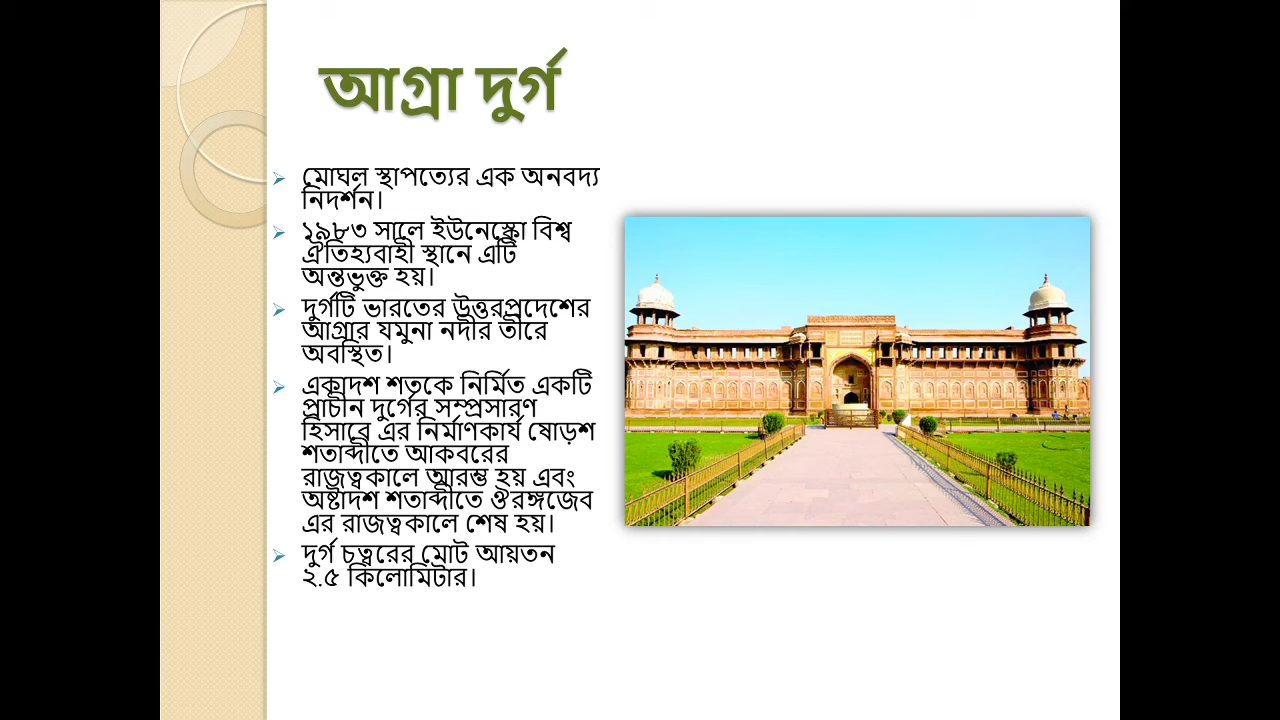 আগ্রা দুর্গ
মোঘল স্থাপত্যের এক অনবদ্য
নিদর্শন।
১৯৮৩ সালে ইউনেস্কো বিশ্ব
ঐতিহ্যবাহী স্থানে এটি
অন্তভুক্ত হয়।
দুর্গটি ভারতের উত্তরপ্রদেশের
আগ্রার যমুনা নদীর তীরে
অবস্থিত।
একাদশ শতকে নির্মিত একটি
প্রাচীন দুর্গের সম্প্রসারণ
হিসাবে এর নির্মাণকার্য ষোড়শ
শতাব্দীতে আকবরের
রাজত্বকালে আরম্ভ হয় এবং
অষ্টাদশ শতাব্দীতে ঔরঙ্গজেব
এর রাজত্বকালে শেষ হয়।
দুর্গ চত্বরের মোট আয়তন
২.৫ কিলোমিটার।